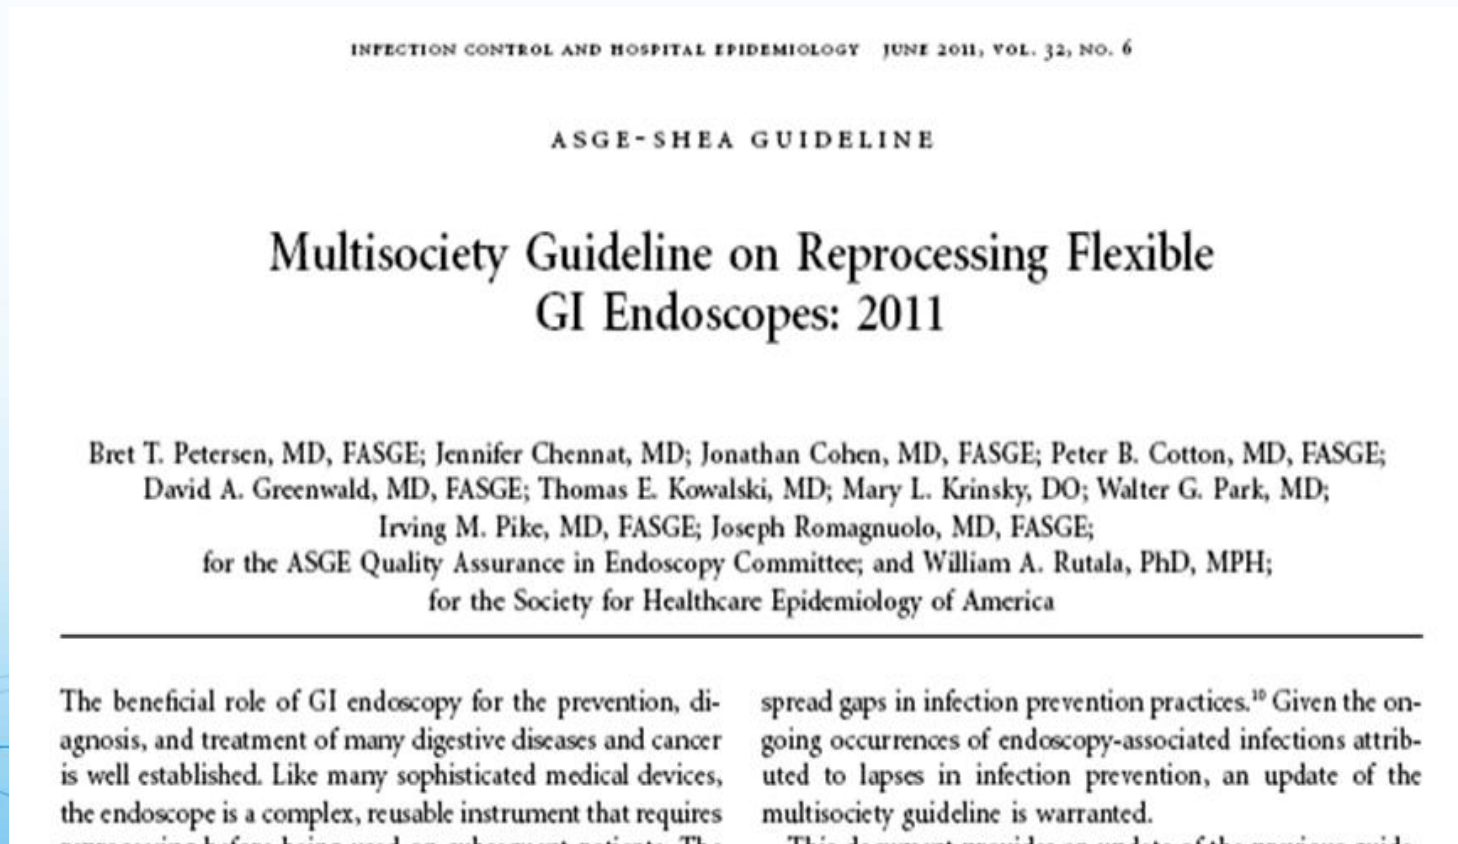 INFECTION CONTROL AND HOSPITAL EPIDEMIOLOGY JUNE 2011, VOL. 32, NO. 6
ASGE-SHEA GUIDELINE
Multisociety Guideline on Reprocessing Flexible
GI Endoscopes: 2011
Bret T. Petersen, MD, FASGE; Jennifer Chennat, MD; Jonathan Cohen, MD, FASGE; Peter B. Cotton, MD, FASGE;
David A. Greenwald, MD, FASGE; Thomas E. Kowalski, MD; Mary L. Krinsky, DO; Walter G. Park, MD;
Irving M. Pike, MD, FASGE; Joseph Romagnuolo, MD, FASGE;
for the ASGE Quality Assurance in Endoscopy Committee; and William A. Rutala, PhD, MPH;
for the Society for Healthcare Epidemiology of America
The beneficial role of GI endoscopy for the prevention, di-
agnosis, and treatment of many digestive diseases and cancer
is well established. Like many sophisticated medical devices,
the endoscope is a complex, reusable instrument that requires
spread gaps in infection prevention practices.¹⁰ Given the on-
going occurrences of endoscopy-associated infections attrib-
uted to lapses in infection prevention, an update of the
multisociety guideline is warranted.